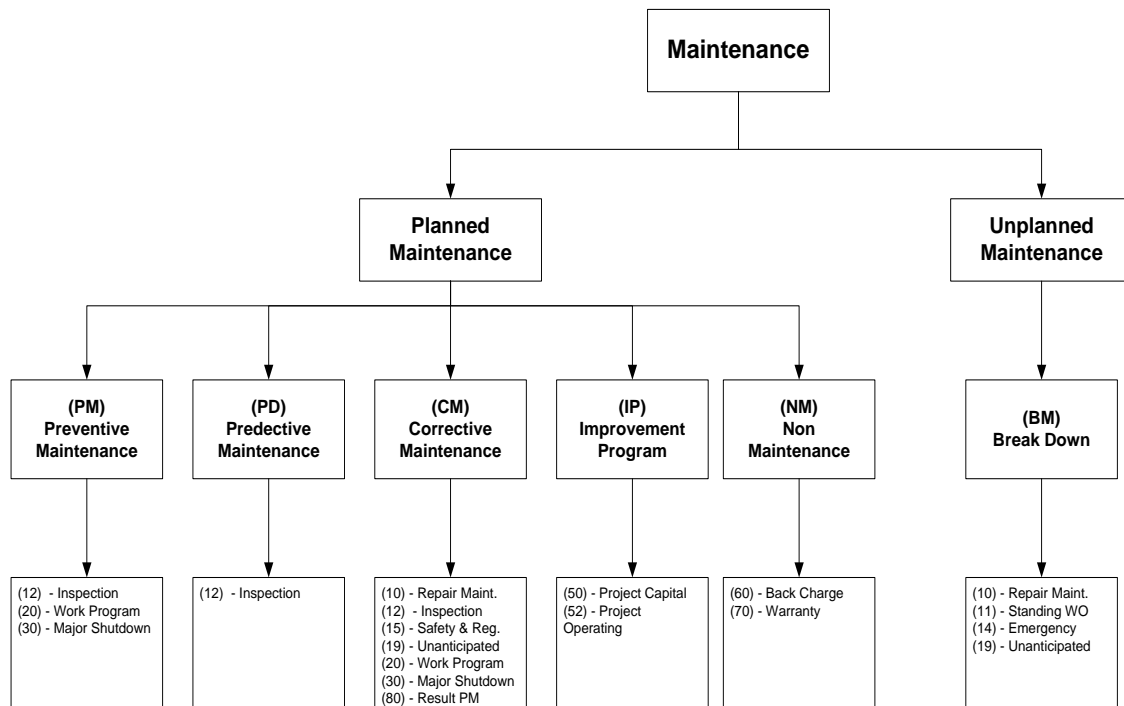 Maintenance
Planned
Maintenance
Unplanned
Maintenance
(PM)
Preventive
Maintenance
(PD)
Predective
Maintenance
(CM)
Corrective
Maintenance
(IP)
Improvement
Program
(NM)
Non
Maintenance
(BM)
Break Down
(12) - Inspection
(20) - Work Program
(30) - Major Shutdown
(12) - Inspection
(10) - Repair Maint.
(12) - Inspection
(15) - Safety & Reg.
(19) - Unanticipated
(20) - Work Program
(30) - Major Shutdown
(80) - Result PM
(50) - Project Capital
(52) - Project
Operating
(60) - Back Charge
(70) - Warranty
(10) - Repair Maint.
(11) - Standing WO
(14) - Emergency
(19) - Unanticipated